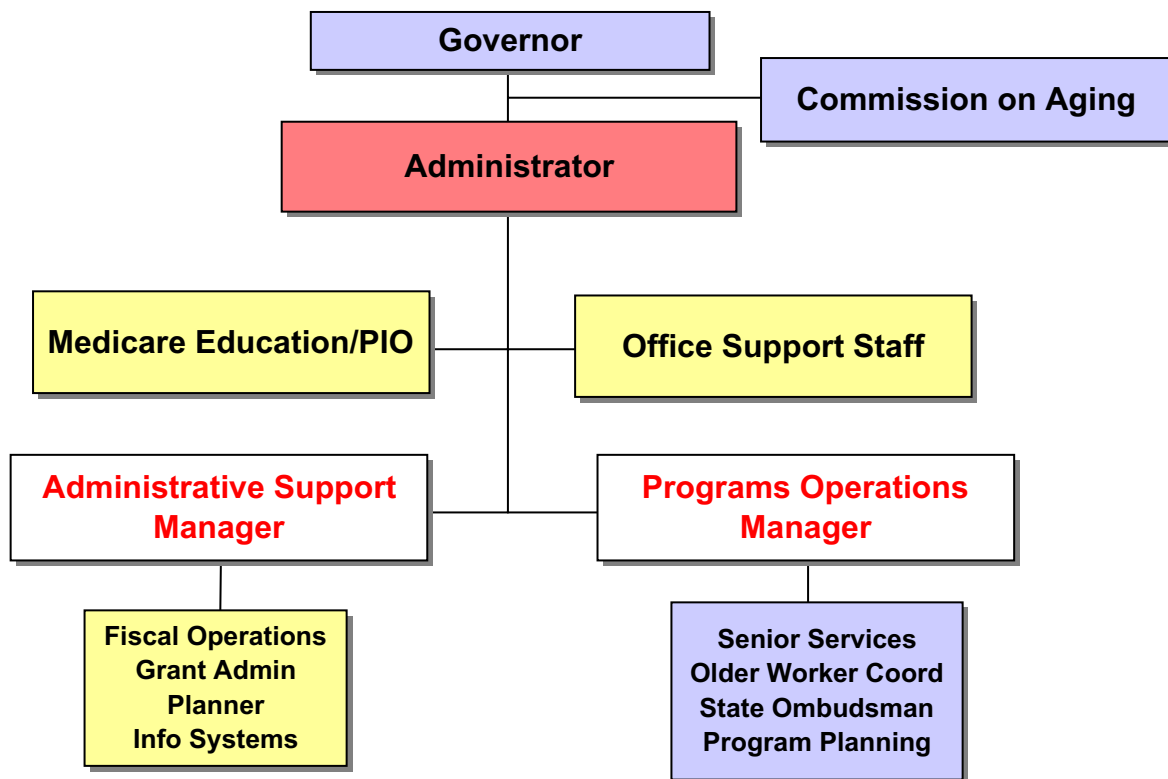 Governor
Commission on Aging
Administrator
Medicare Education/PIO
Office Support Staff
Administrative Support
Manager
Programs Operations
Manager
Fiscal Operations
Grant Admin
Planner
Info Systems
Senior Services
Older Worker Coord
State Ombudsman
Program Planning